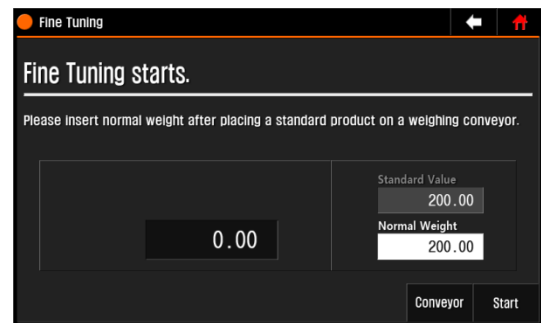 Fine Tuning
Fine Tuning starts.
Please insert normal weight after placing a standard product on a weighing conveyor.
Standard Value
200.00
Normal Weight
0.00
200.00
Conveyor Start